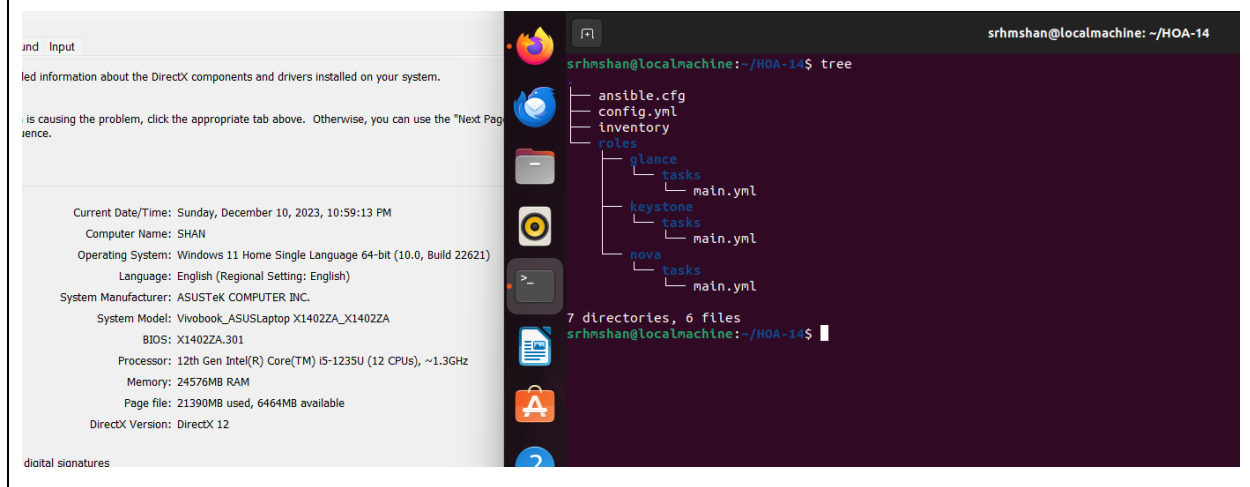 und Input
led information about the DirectX components and drivers installed on your system.
is causing the problem, click the appropriate tab above. Otherwise, you can use the "Next Pag
ience.
Current Date/Time: Sunday, December 10, 2023, 10:59:13 PM
Computer Name: SHAN
Operating System: Windows 11 Home Single Language 64-bit (10.0, Build 22621)
Language: English (Regional Setting: English)
System Manufacturer: ASUSTeK COMPUTER INC.
System Model: Vivobook_ASUSLaptop X1402ZA_X1402ZA
BIOS: X1402ZA.301
Processor: 12th Gen Intel(R) Core(TM) i5-1235U (12 CPUs), ~1.3GHz
Memory: 24576MB RAM
Page file: 21390MB used, 6464MB available
DirectX Version: DirectX 12
digital signatures
srhmshan@localmachine: ~/HOA-14
srhmshan@localmachine:~/HOA-14$ tree
.
├── ansible.cfg
├── config.yml
├── inventory
└── roles
    ├── glance
    │   └── tasks
    │       └── main.yml
    ├── keystone
    │   └── tasks
    │       └── main.yml
    └── nova
        └── tasks
            └── main.yml
7 directories, 6 files
srhmshan@localmachine:~/HOA-14$